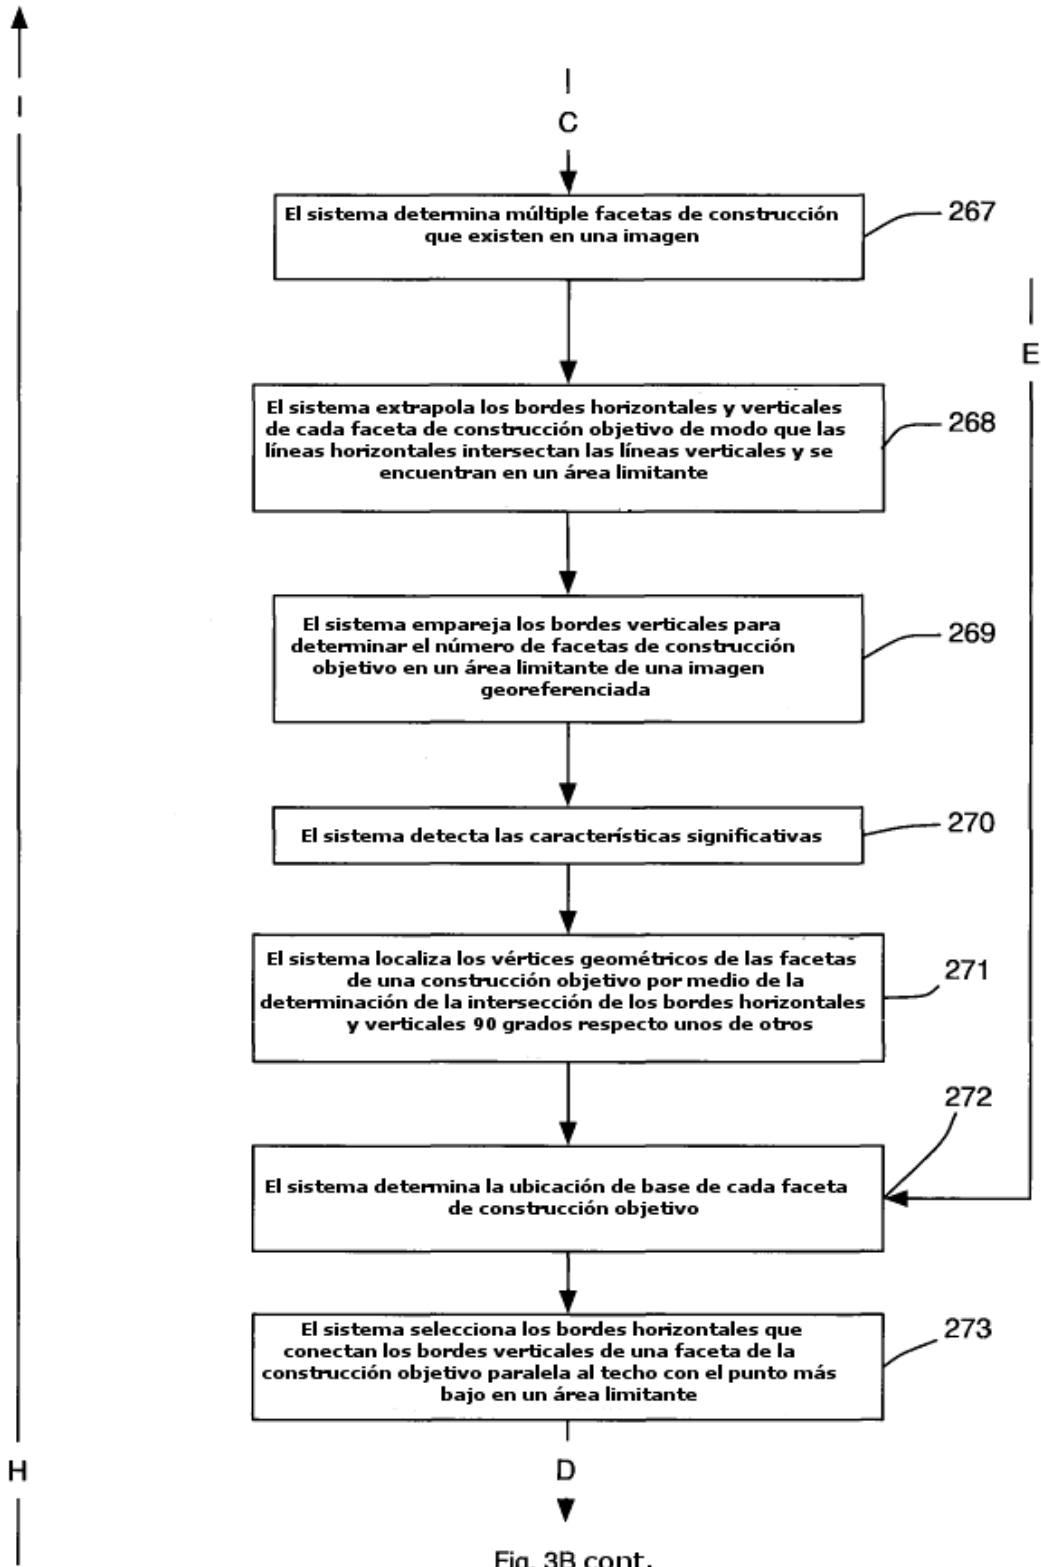 C
El sistema determina múltiple facetas de construcción
que existen en una imagen
267
E
El sistema extrapola los bordes horizontales y verticales
de cada faceta de construcción objetivo de modo que las
líneas horizontales intersectan las líneas verticales y se
encuentran en un área limitante
268
El sistema empareja los bordes verticales para
determinar el número de facetas de construcción
objetivo en un área limitante de una imagen
georeferenciada
269
El sistema detecta las características significativas
270
El sistema localiza los vértices geométricos de las facetas
de una construcción objetivo por medio de la
determinación de la intersección de los bordes horizontales
y verticales 90 grados respecto unos de otros
271
272
El sistema determina la ubicación de base de cada faceta
de construcción objetivo
El sistema selecciona los bordes horizontales que
conectan los bordes verticales de una faceta de la
construcción objetivo paralela al techo con el punto más
bajo en un área limitante
273
H
D
Fig. 3B cont.